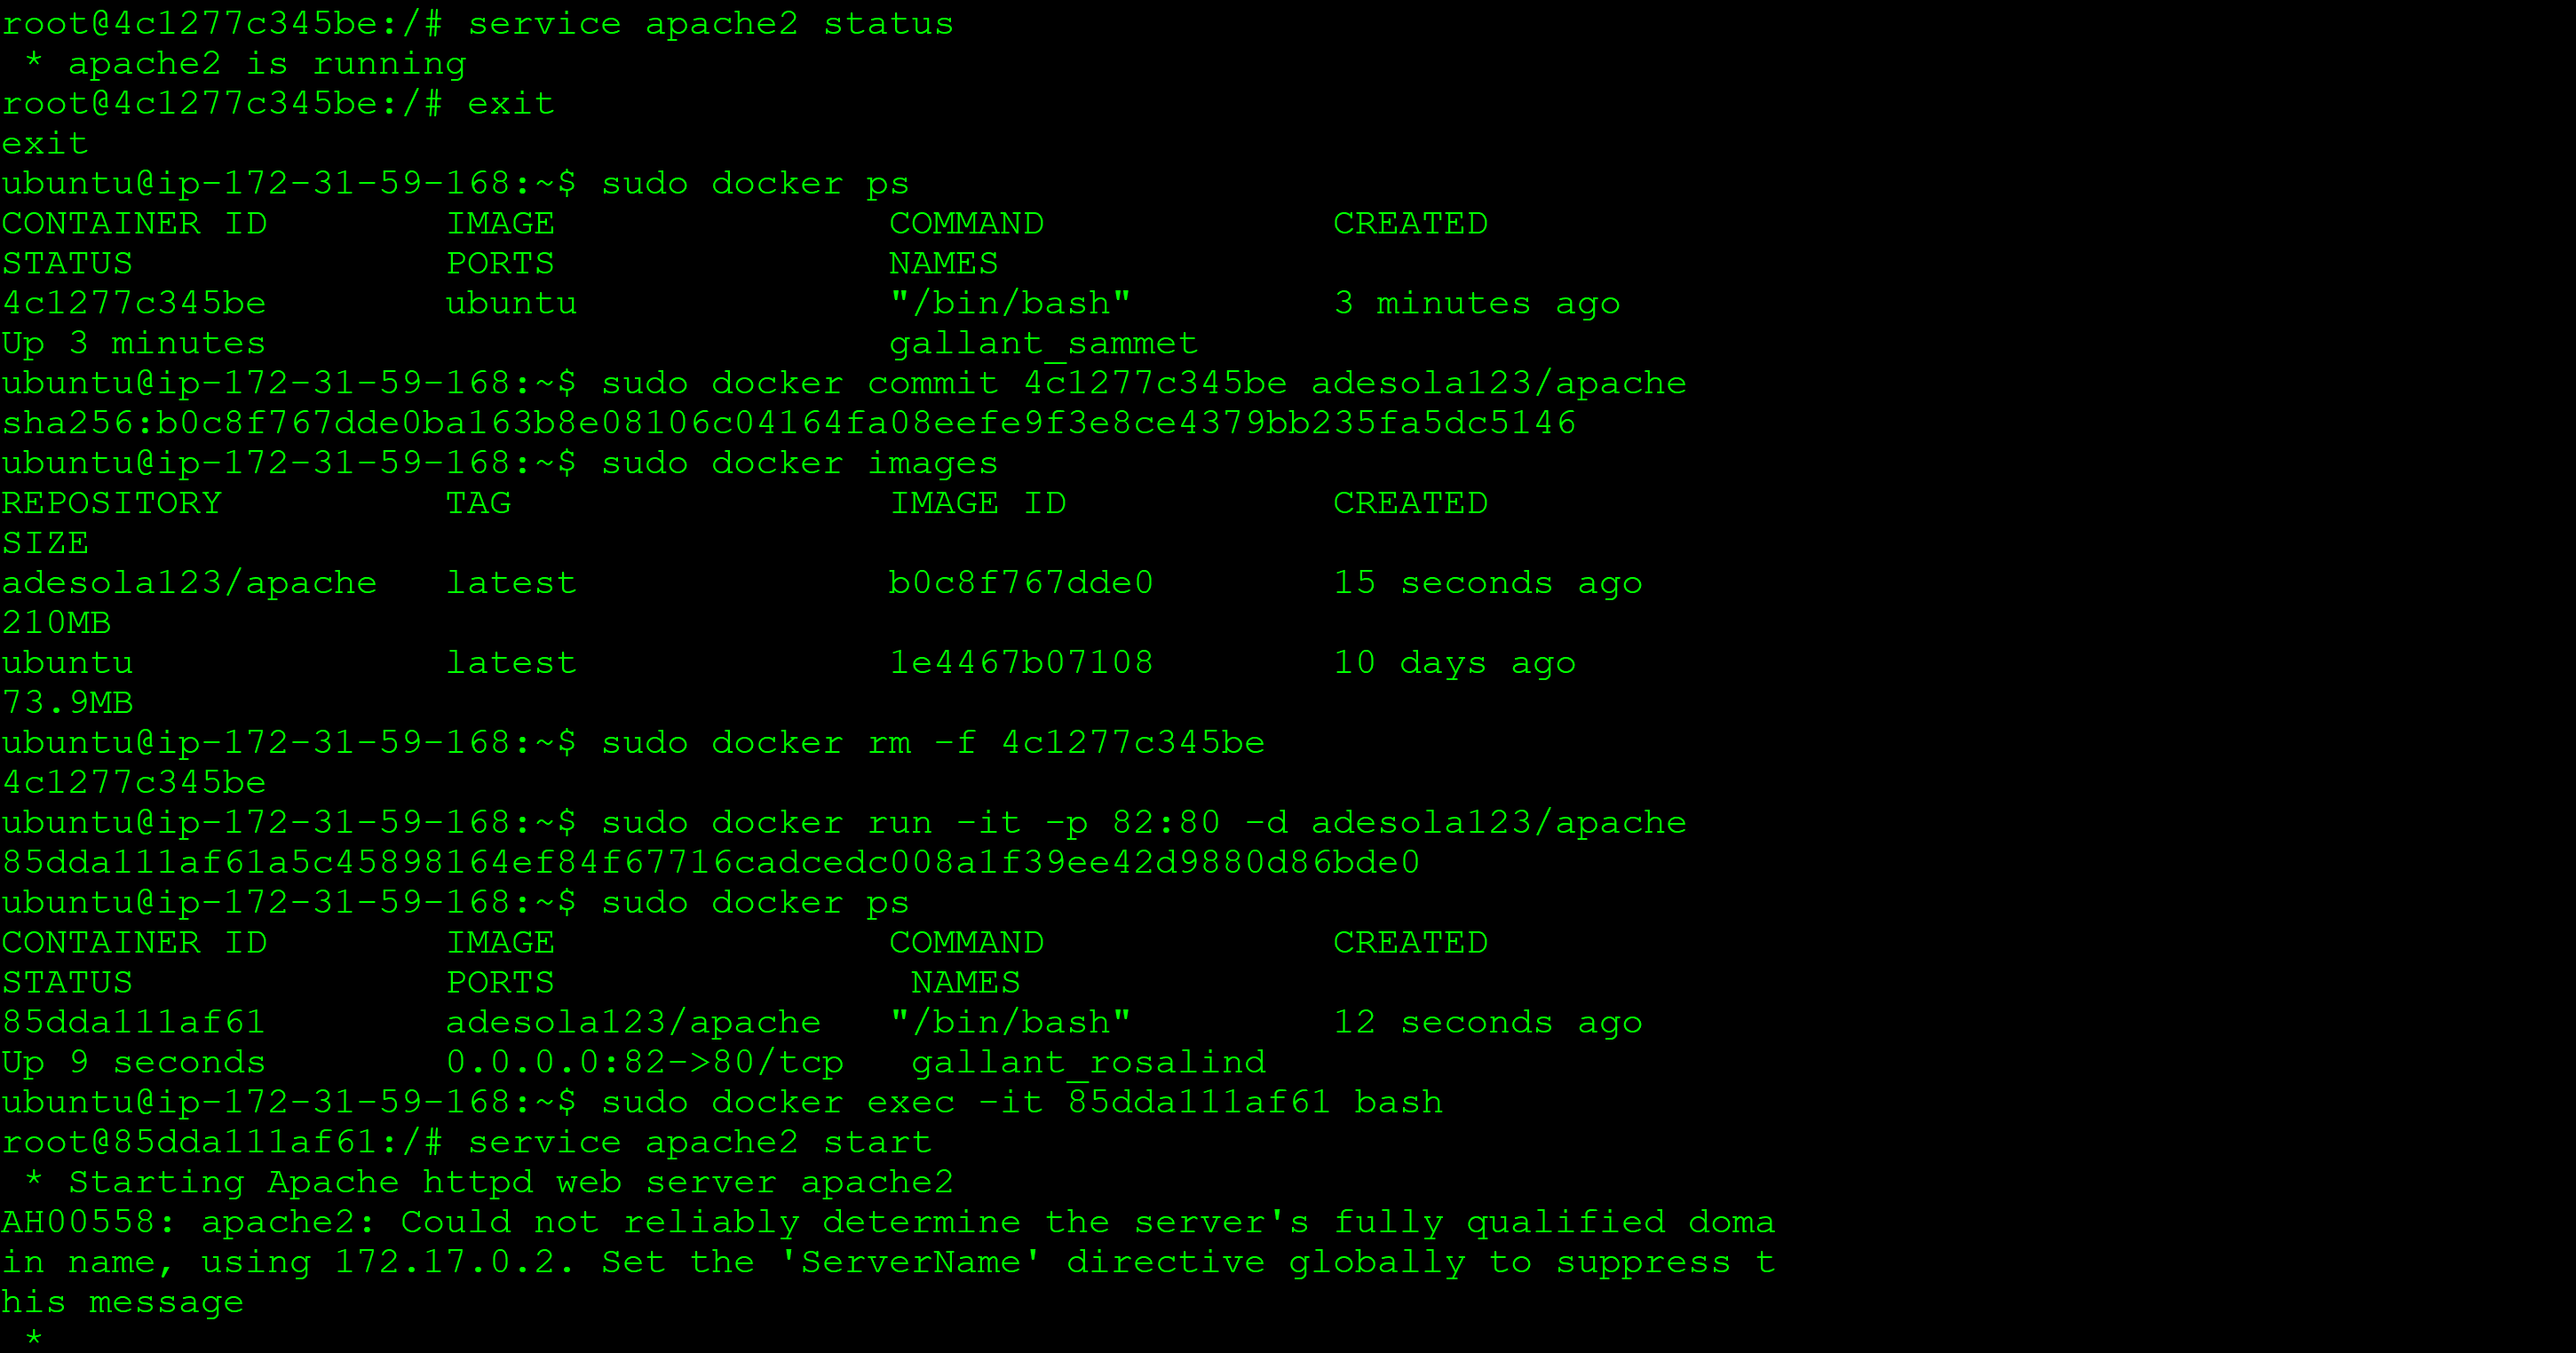 root@4c1277c345be:/# service apache2 status
 * apache2 is running
root@4c1277c345be:/# exit
exit
ubuntu@ip-172-31-59-168:~$ sudo docker ps
CONTAINER ID        IMAGE               COMMAND             CREATED
STATUS              PORTS               NAMES
4c1277c345be        ubuntu              "/bin/bash"         3 minutes ago
Up 3 minutes                            gallant_sammet
ubuntu@ip-172-31-59-168:~$ sudo docker commit 4c1277c345be adesola123/apache
sha256:b0c8f767dde0ba163b8e08106c04164fa08eefe9f3e8ce4379bb235fa5dc5146
ubuntu@ip-172-31-59-168:~$ sudo docker images
REPOSITORY          TAG                 IMAGE ID            CREATED
SIZE
adesola123/apache   latest              b0c8f767dde0        15 seconds ago
210MB
ubuntu              latest              1e4467b07108        10 days ago
73.9MB
ubuntu@ip-172-31-59-168:~$ sudo docker rm -f 4c1277c345be
4c1277c345be
ubuntu@ip-172-31-59-168:~$ sudo docker run -it -p 82:80 -d adesola123/apache
85dda111af61a5c45898164ef84f67716cadcedc008a1f39ee42d9880d86bde0
ubuntu@ip-172-31-59-168:~$ sudo docker ps
CONTAINER ID        IMAGE               COMMAND             CREATED
STATUS              PORTS                NAMES
85dda111af61        adesola123/apache   "/bin/bash"         12 seconds ago
Up 9 seconds        0.0.0.0:82->80/tcp   gallant_rosalind
ubuntu@ip-172-31-59-168:~$ sudo docker exec -it 85dda111af61 bash
root@85dda111af61:/# service apache2 start
 * Starting Apache httpd web server apache2
AH00558: apache2: Could not reliably determine the server's fully qualified doma
in name, using 172.17.0.2. Set the 'ServerName' directive globally to suppress t
his message
 *